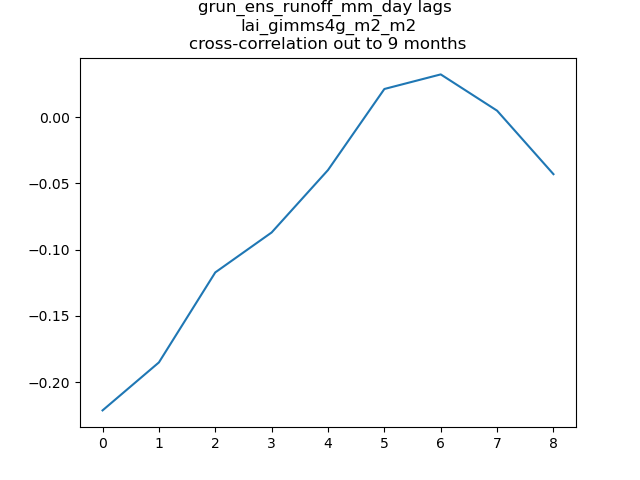 grun_ens_runoff_mm_day lags
lai_gimms4g_m2_m2
cross-correlation out to 9 months
0.00
−0.05
−0.10
−0.15
−0.20
0 1 2 3 4 5 6 7 8